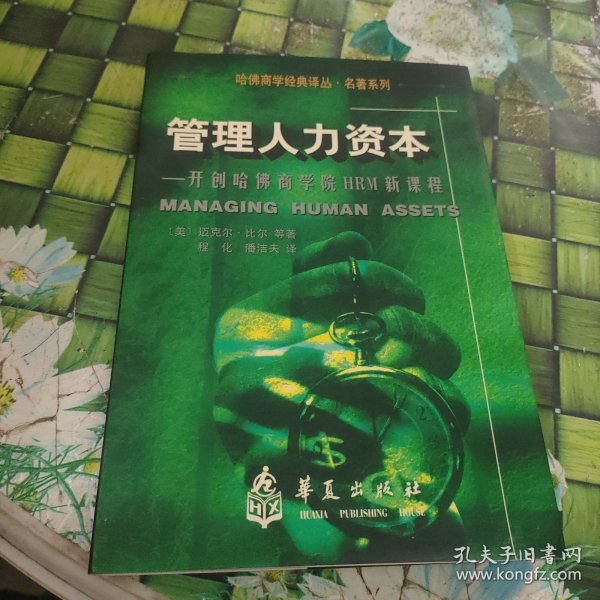 哈佛商学经典译丛·名著系列
管理人力资本
—开创哈佛商学院HRM新课程
MANAGING HUMAN ASSETS
〔美〕迈克尔·比尔 等著
程化 潘洁夫 译
HX
华夏出版社
HUAXIA PUBLISHING HOUSE
孔夫子旧书网
www.kongfz.com